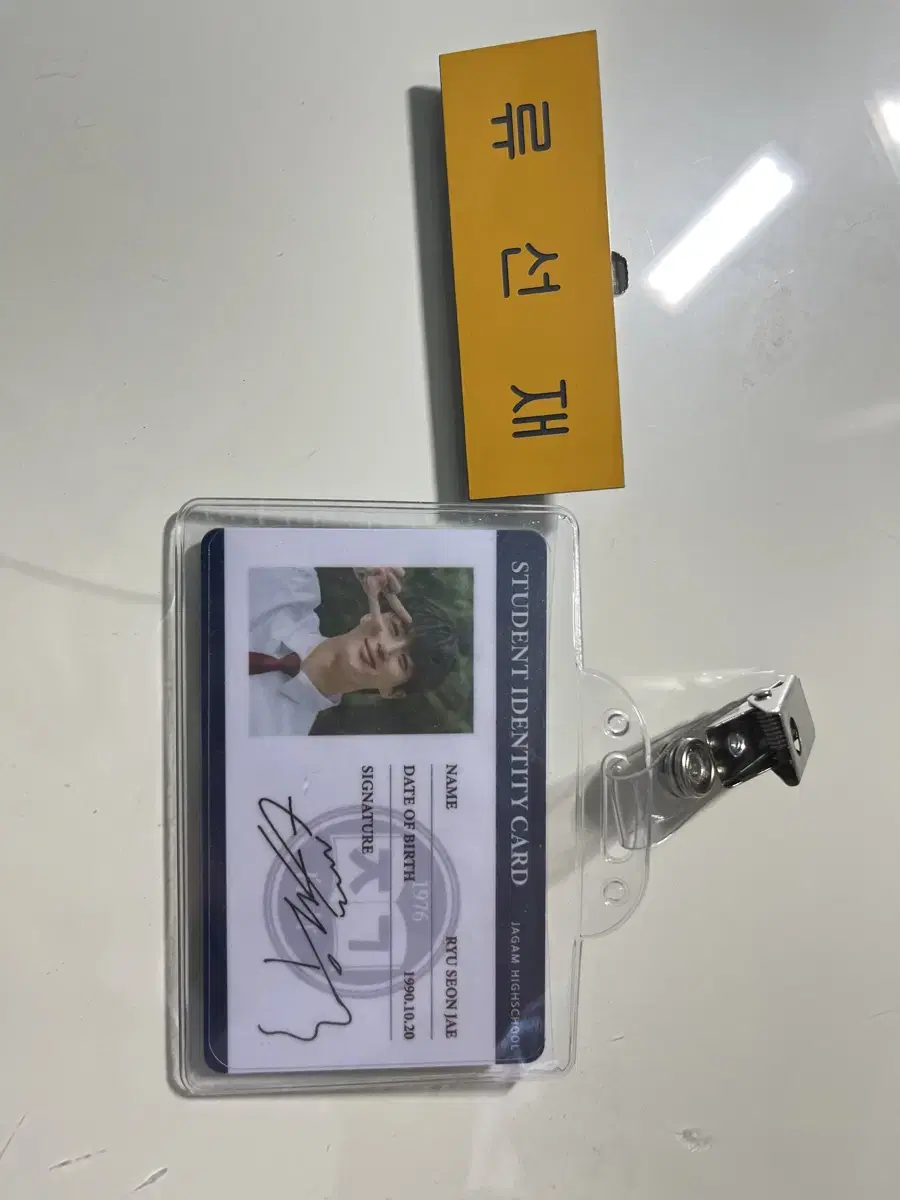 류선재
STUDENT IDENTITY CARD JAGAM HIGHSCHOOL
NAME RYU SEON JAE
DATE OF BIRTH 1990.10.20
SIGNATURE
1976